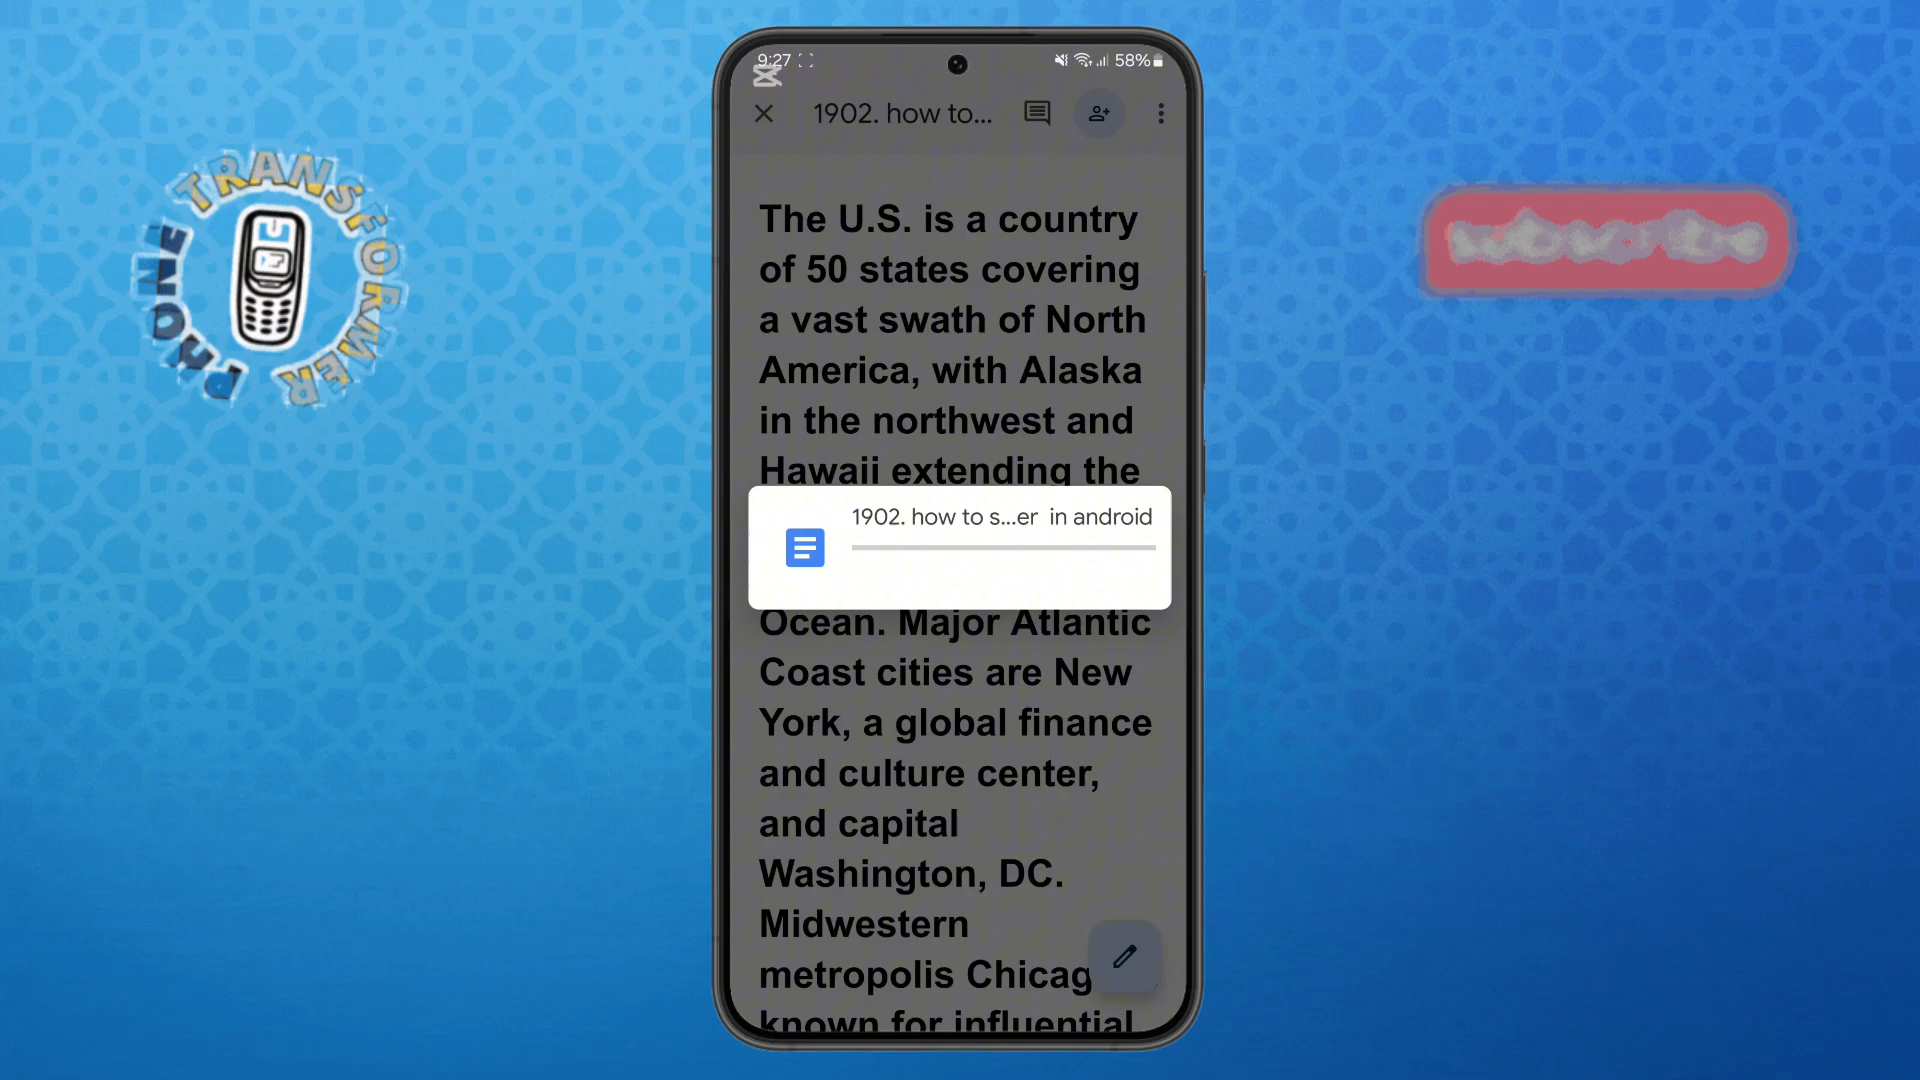 PHONE TRANSFORMER
9:27
58%
1902. how to...
The U.S. is a country
of 50 states covering
a vast swath of North
America, with Alaska
in the northwest and
Hawaii extending the
1902. how to s...er in android
Ocean. Major Atlantic
Coast cities are New
York, a global finance
and culture center,
and capital
Washington, DC.
Midwestern
metropolis Chicag
known for influential